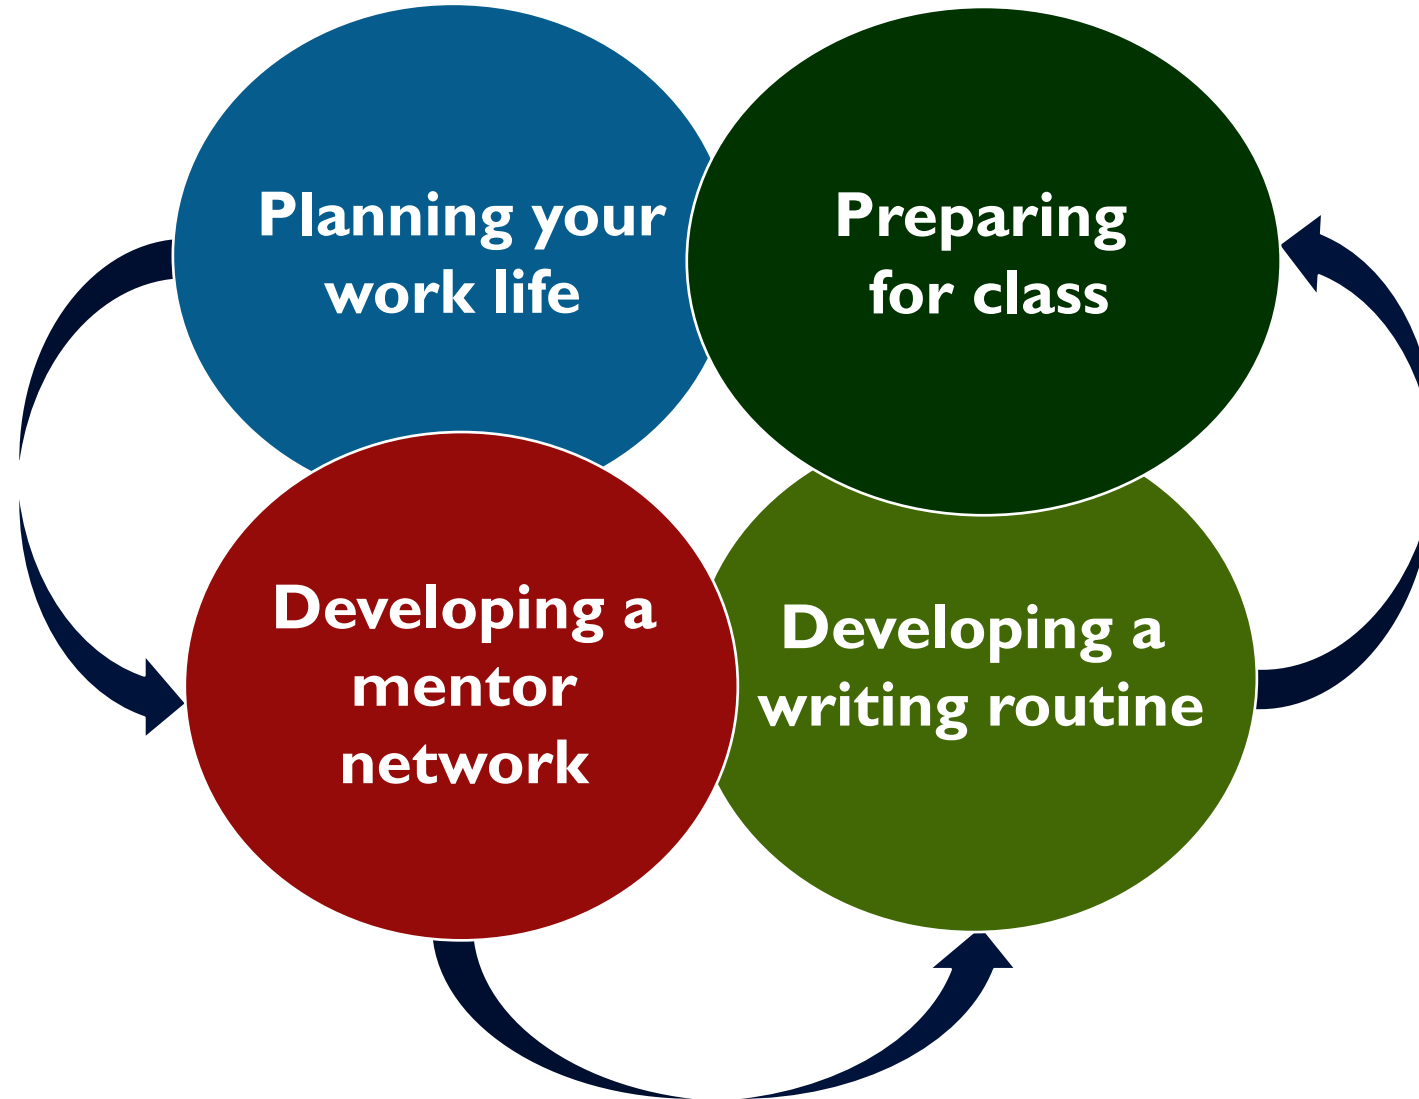 Planning your
work life
Preparing
for class
Developing a
mentor
network
Developing a
writing routine